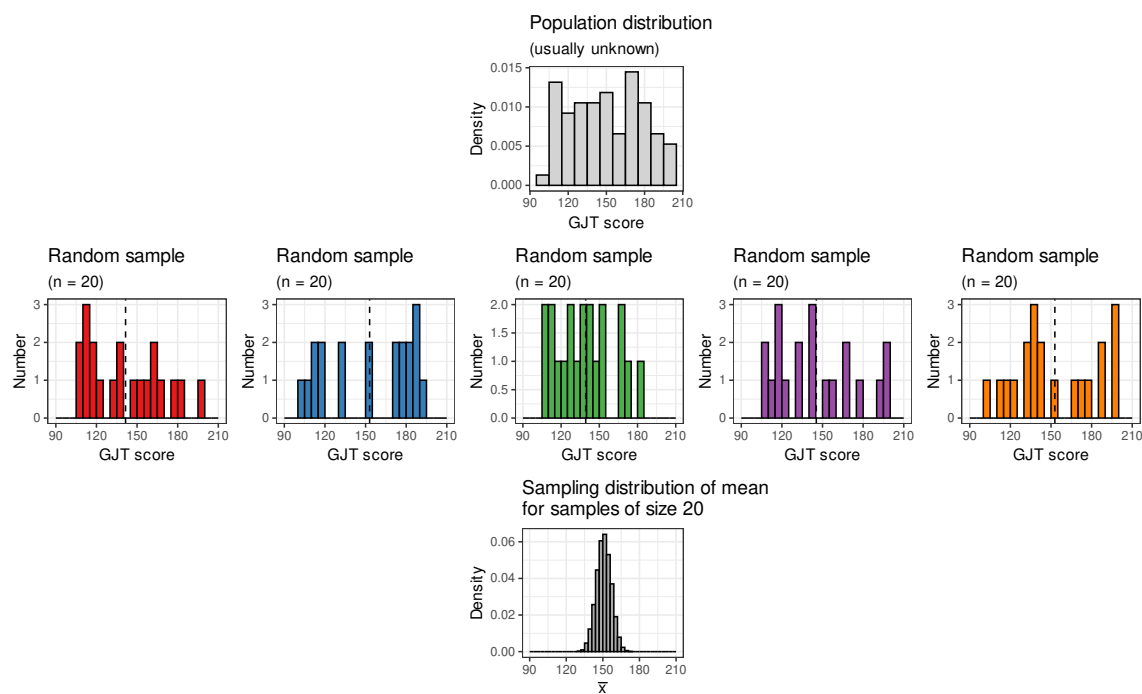 Population distribution
(usually unknown)
0.015
0.010
0.005
0.000
Density
90 120 150 180 210
GJT score
Random sample
(n = 20)
3
2
1
0
Number
90 120 150 180 210
GJT score
Random sample
(n = 20)
3
2
1
0
Number
90 120 150 180 210
GJT score
Random sample
(n = 20)
2.0
1.5
1.0
0.5
0.0
Number
90 120 150 180 210
GJT score
Random sample
(n = 20)
3
2
1
0
Number
90 120 150 180 210
GJT score
Random sample
(n = 20)
3
2
1
0
Number
90 120 150 180 210
GJT score
Sampling distribution of mean
for samples of size 20
0.06
0.04
0.02
0.00
Density
90 120 150 180 210
x̅